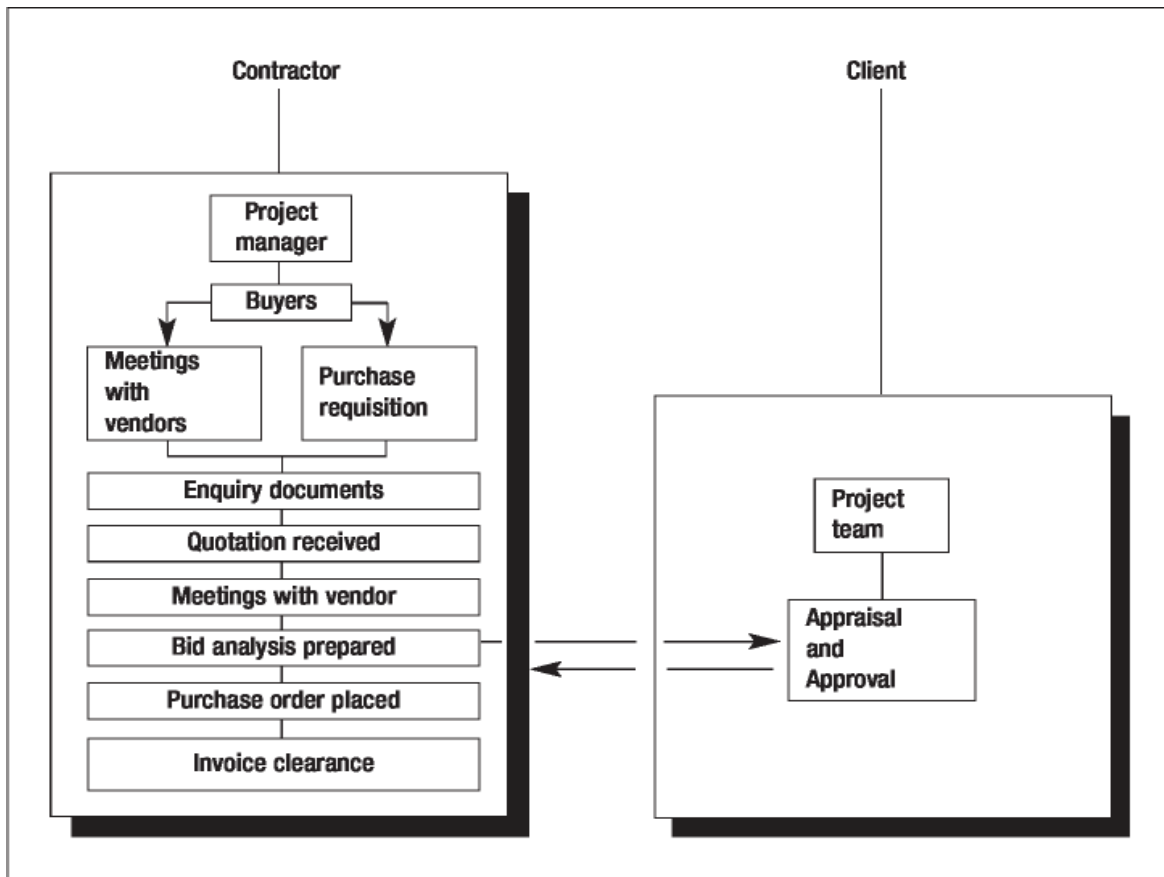 Contractor
Client
Project
manager
Buyers
Meetings
with
vendors
Purchase
requisition
Enquiry documents
Quotation received
Meetings with vendor
Bid analysis prepared
Purchase order placed
Invoice clearance
Project
team
Appraisal
and
Approval